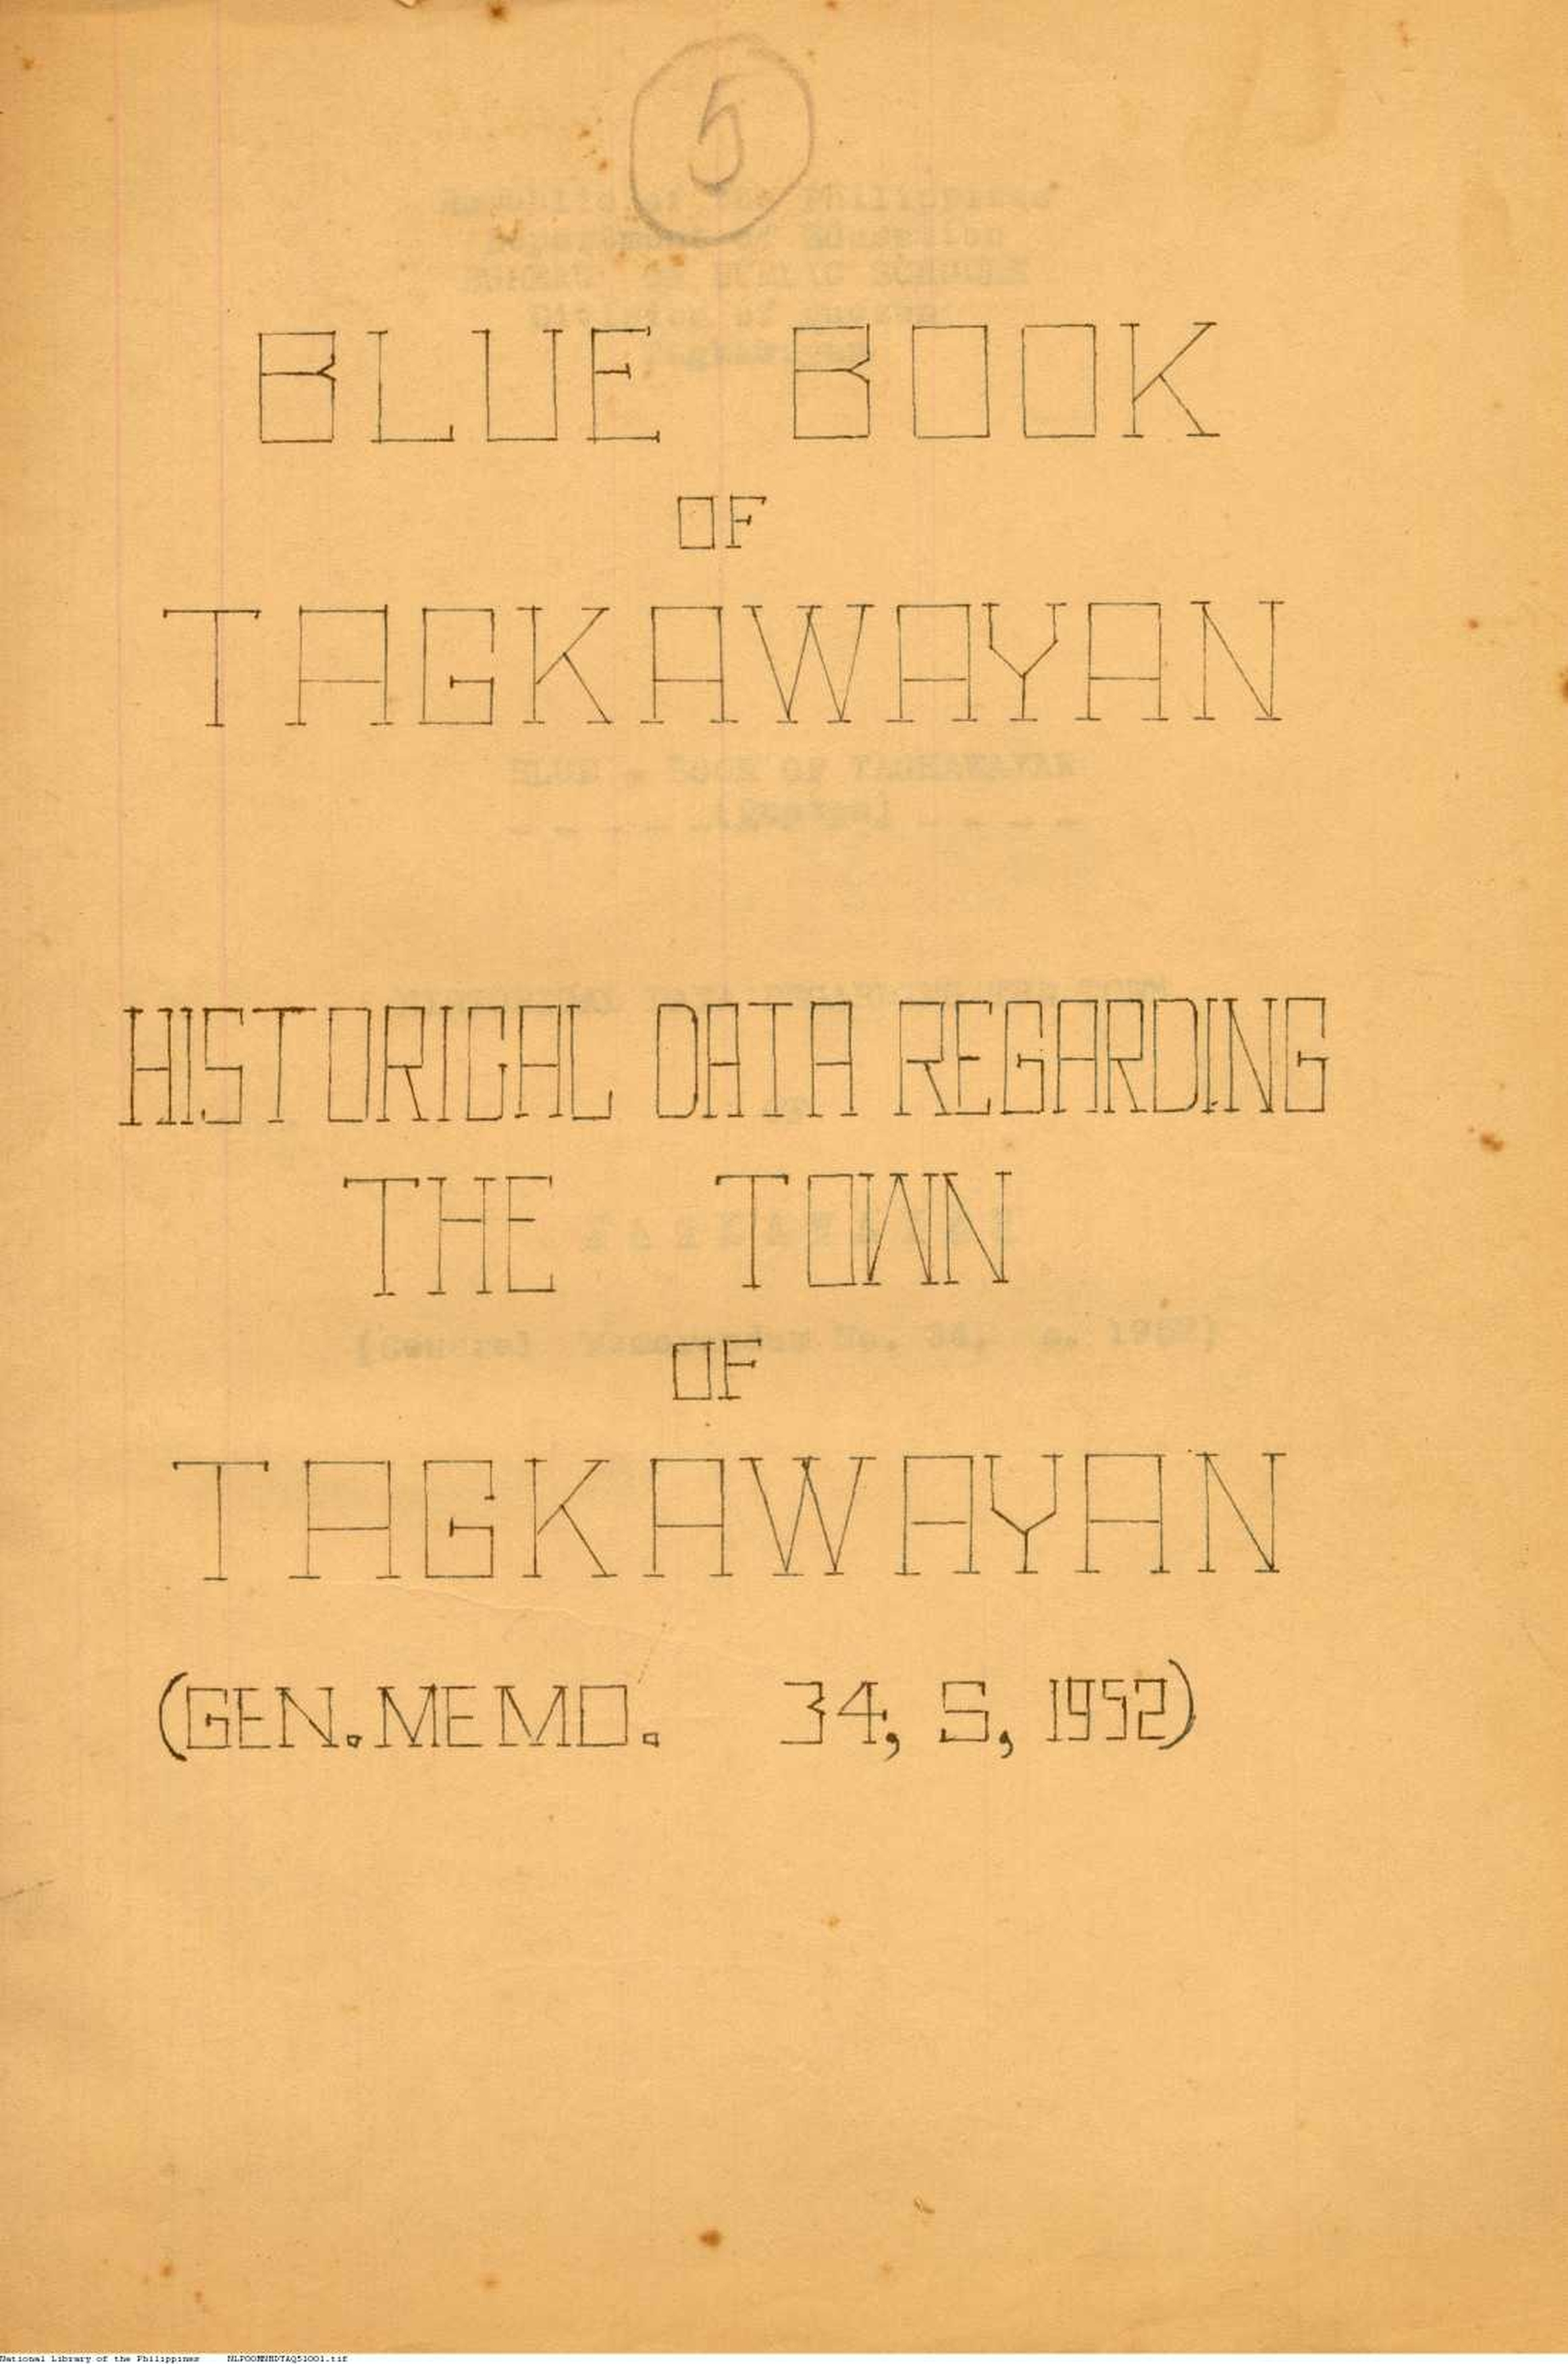 5
BLUE BOOK
OF
TAGKAWAYAN
HISTORICAL DATA REGARDING
THE TOWN
OF
TAGKAWAYAN
(GEN. MEMO. 34, S, 1952)
National Library of the Philippines